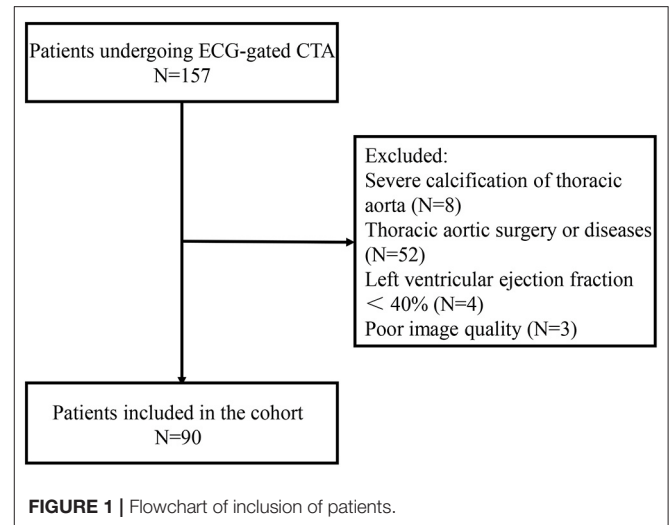 Patients undergoing ECG-gated CTA
N=157
Excluded:
Severe calcification of thoracic
aorta (N=8)
Thoracic aortic surgery or diseases
(N=52)
Left ventricular ejection fraction
< 40% (N=4)
Poor image quality (N=3)
Patients included in the cohort
N=90
FIGURE 1 | Flowchart of inclusion of patients.